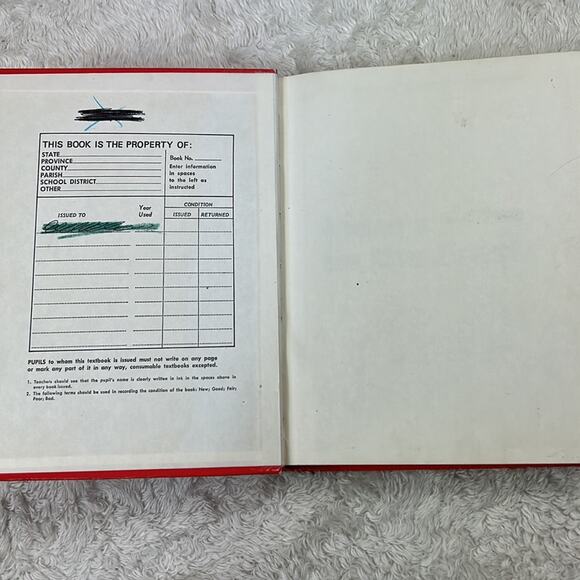 THIS BOOK IS THE PROPERTY OF:
STATE
PROVINCE
COUNTY
PARISH
SCHOOL DISTRICT
OTHER
Book No.
Enter information
in spaces
to the left as
instructed
ISSUED TO
Year
Used
CONDITION
ISSUED
RETURNED
PUPILS to whom this textbook is issued must not write on any page
or mark any part of it in any way, consumable textbooks excepted.
1. Teachers should see that the pupil's name is clearly written in ink in the spaces above in
every book issued.
2. The following terms should be used in recording the condition of the book: New; Good; Fair;
Poor; Bad.